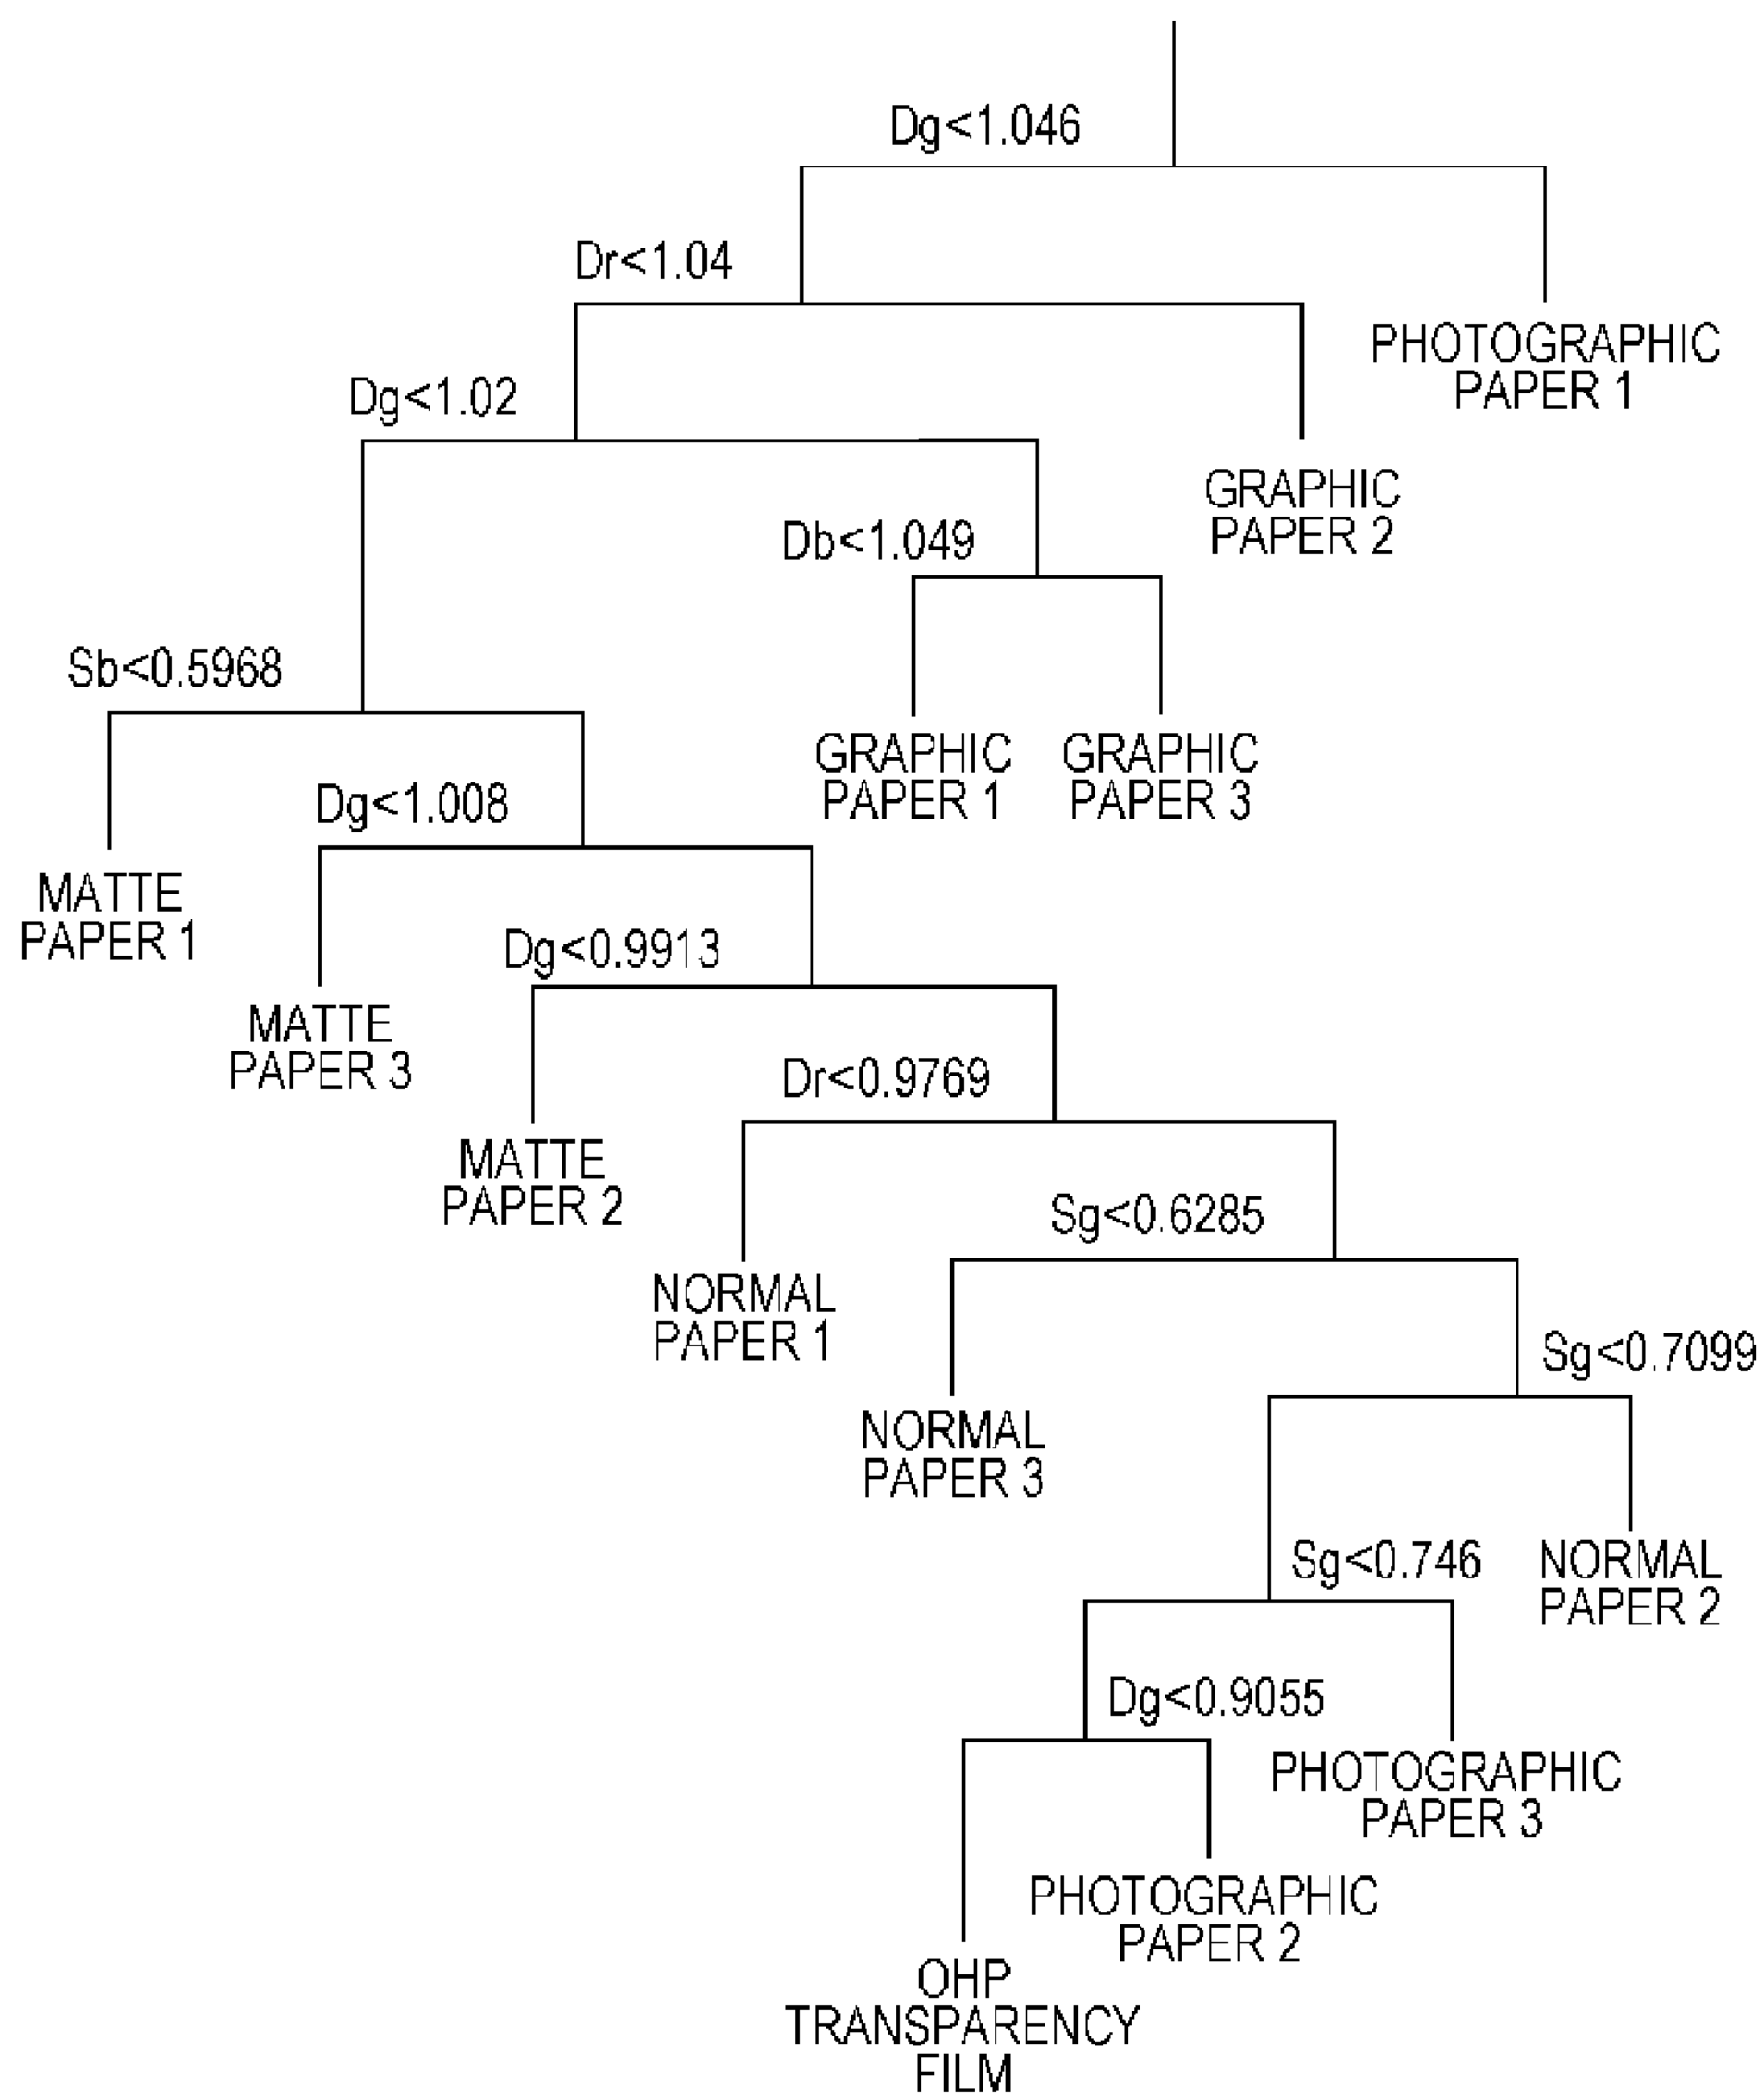 Dg<1.046
Dr<1.04
PHOTOGRAPHIC
PAPER 1
Dg<1.02
GRAPHIC
PAPER 2
Db<1.049
Sb<0.5968
GRAPHIC
PAPER 1
GRAPHIC
PAPER 3
Dg<1.008
MATTE
PAPER 1
Dg<0.9913
MATTE
PAPER 3
Dr<0.9769
MATTE
PAPER 2
Sg<0.6285
NORMAL
PAPER 1
Sg<0.7099
NORMAL
PAPER 3
Sg<0.746
NORMAL
PAPER 2
Dg<0.9055
PHOTOGRAPHIC
PAPER 3
PHOTOGRAPHIC
PAPER 2
OHP
TRANSPARENCY
FILM